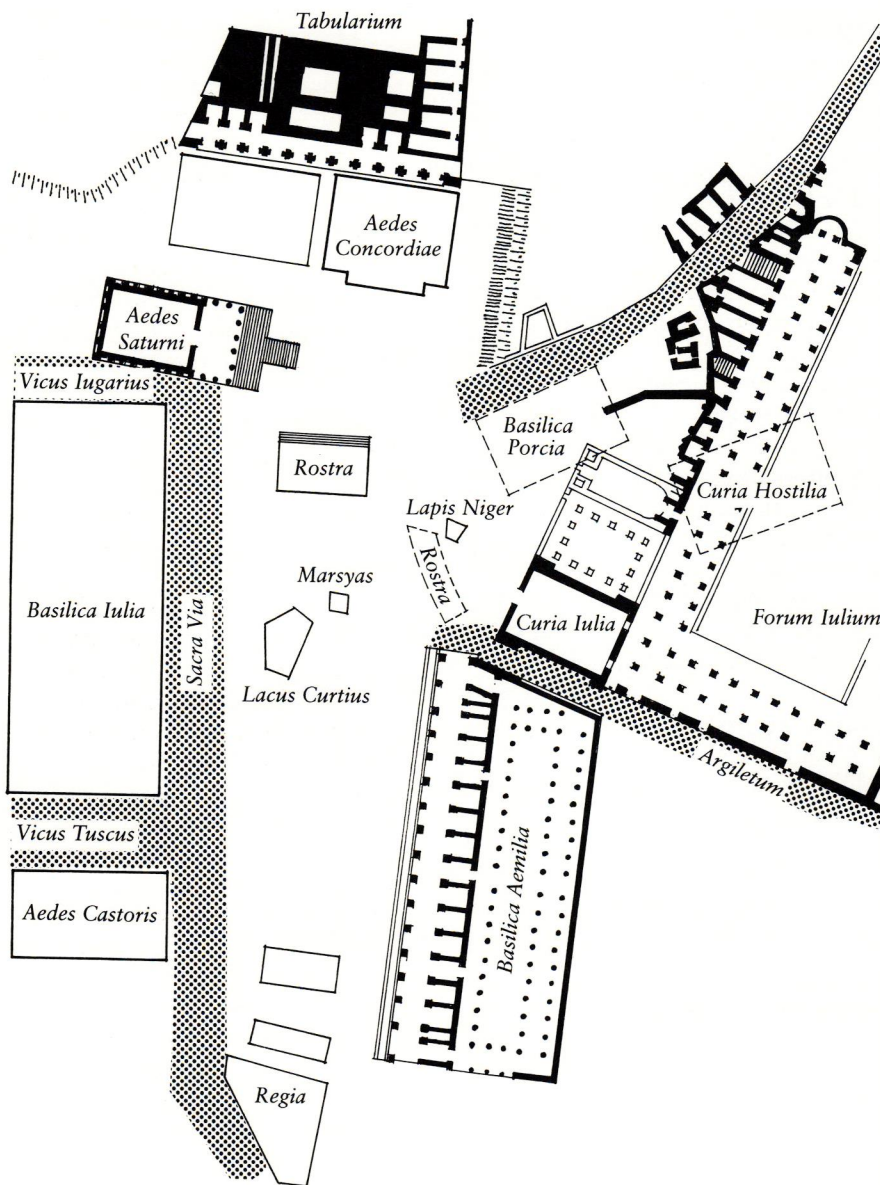 Tabularium
Aedes
Concordiae
Aedes
Saturni
Vicus Iugarius
Basilica
Porcia
Rostra
Curia Hostilia
Lapis Niger
Rostra
Marsyas
Basilica Iulia
Sacra Via
Curia Iulia
Forum Iulium
Lacus Curtius
Argiletum
Vicus Tuscus
Aedes Castoris
Basilica Aemilia
Regia